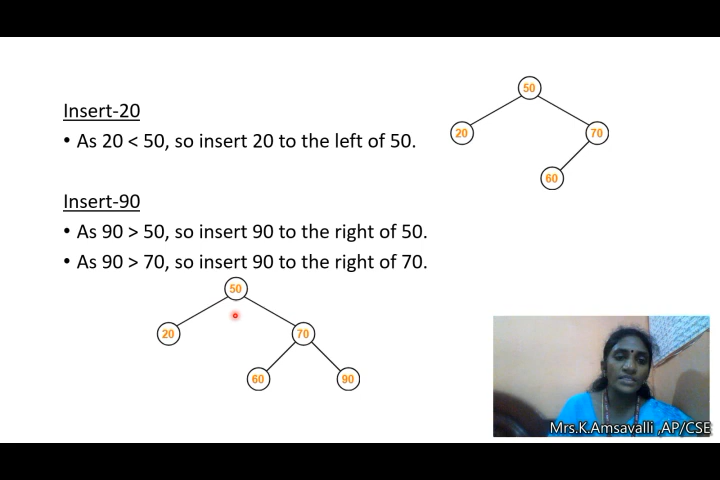 Insert-20
• As 20 < 50, so insert 20 to the left of 50.
50
20 70
60
Insert-90
• As 90 > 50, so insert 90 to the right of 50.
• As 90 > 70, so insert 90 to the right of 70.
50
20 70
60 90
Mrs.K.Amsavalli ,AP/CSE